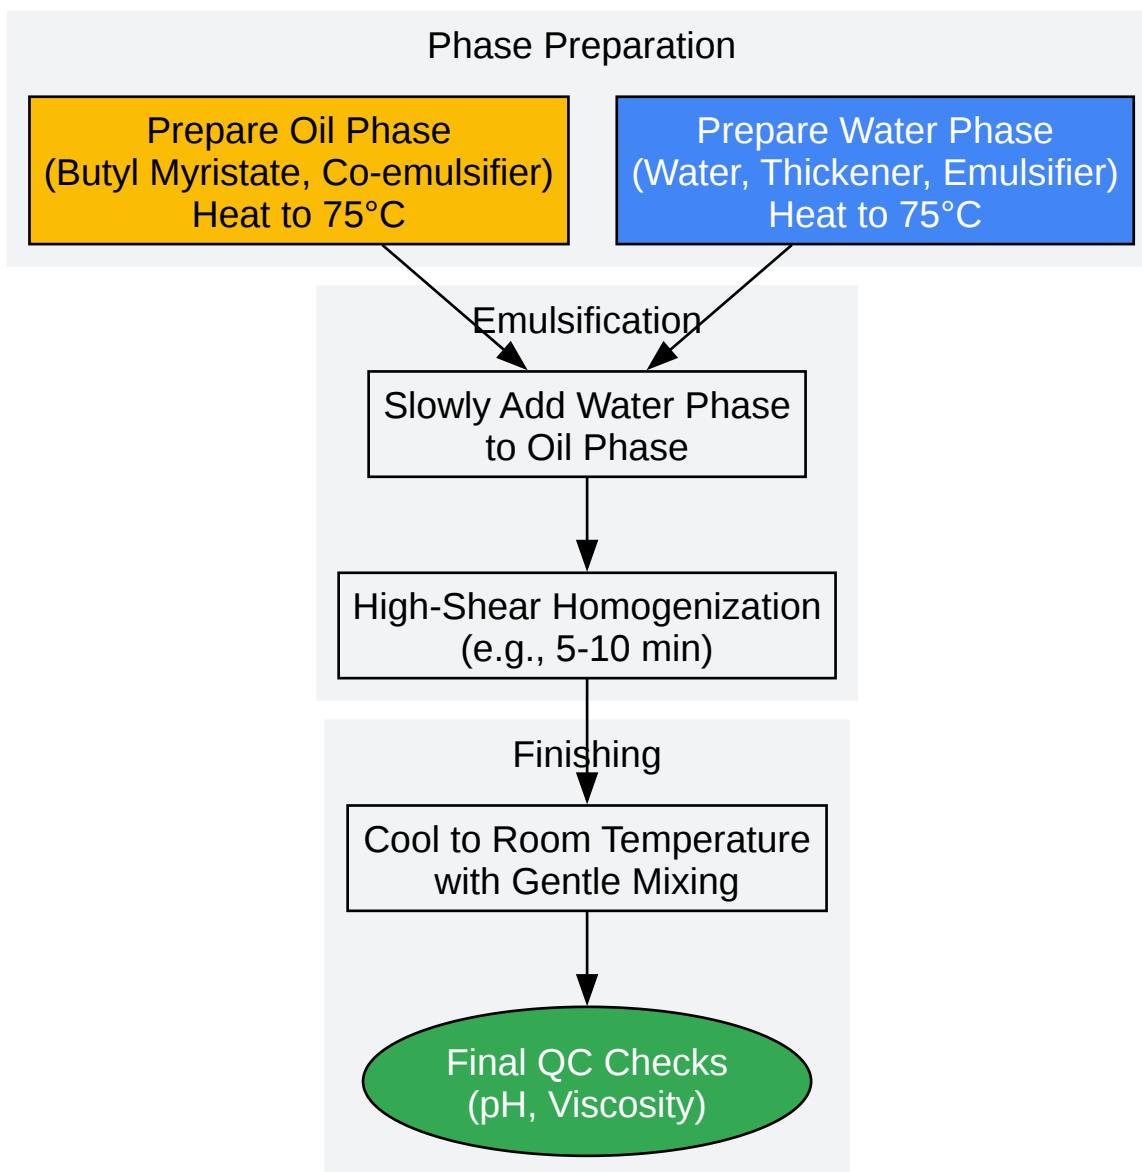 Phase Preparation
Prepare Oil Phase
(Butyl Myristate, Co-emulsifier)
Heat to 75°C
Prepare Water Phase
(Water, Thickener, Emulsifier)
Heat to 75°C
Emulsification
Slowly Add Water Phase
to Oil Phase
High-Shear Homogenization
(e.g., 5-10 min)
Finishing
Cool to Room Temperature
with Gentle Mixing
Final QC Checks
(pH, Viscosity)